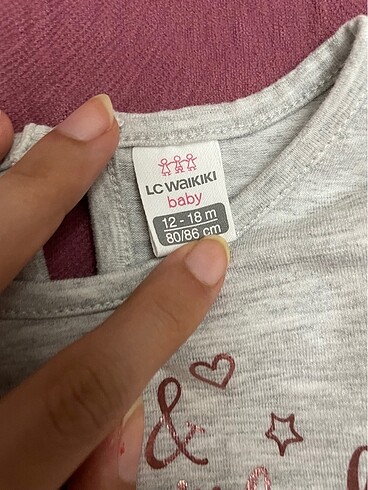 LC WAIKIKI
baby
12 - 18 m
80/86 cm
&